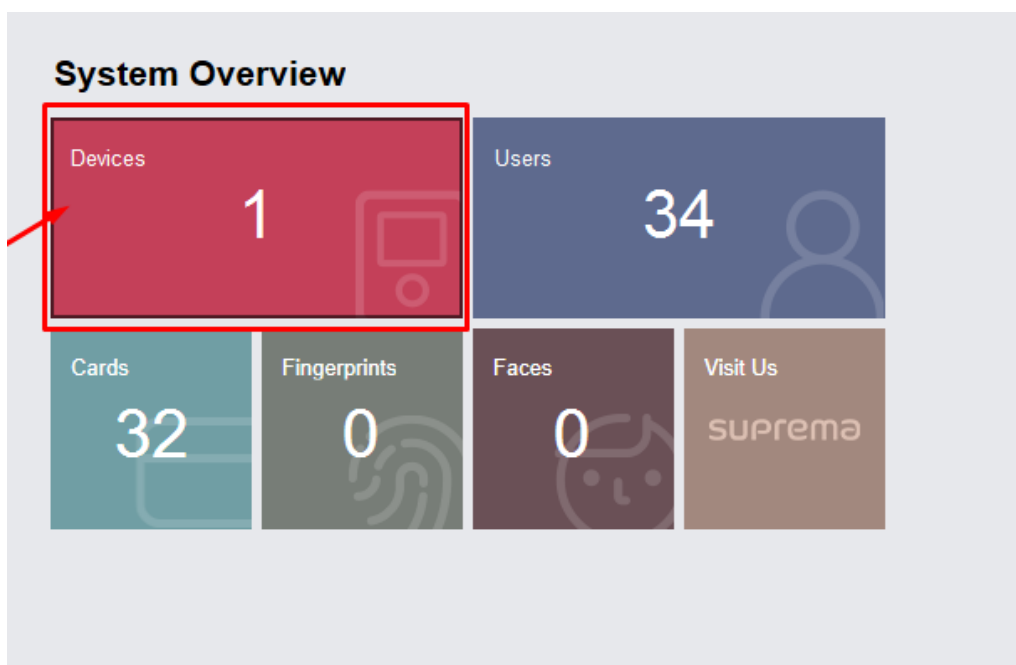 System Overview
Devices
1
Users
34
Cards
32
Fingerprints
0
Faces
0
Visit Us
suprema